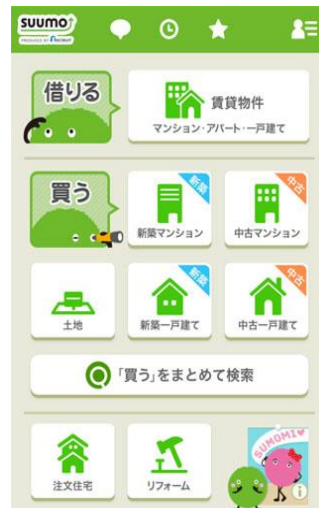 SUUMO
PRODUCED BY RECRUIT
借りる
賃貸物件
マンション・アパート・一戸建て
買う
新築
新築マンション
中古
中古マンション
土地
新築
新築一戸建て
中古
中古一戸建て
「買う」をまとめて検索
注文住宅
リフォーム
SUMOMI